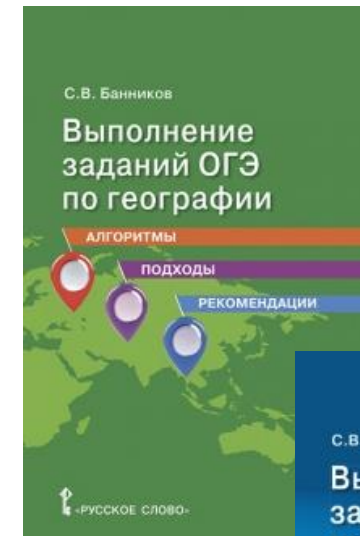 С.В. Банников
Выполнение
заданий ОГЭ
по географии
АЛГОРИТМЫ
ПОДХОДЫ
РЕКОМЕНДАЦИИ
«РУССКОЕ СЛОВО»
С.В
Вы
за